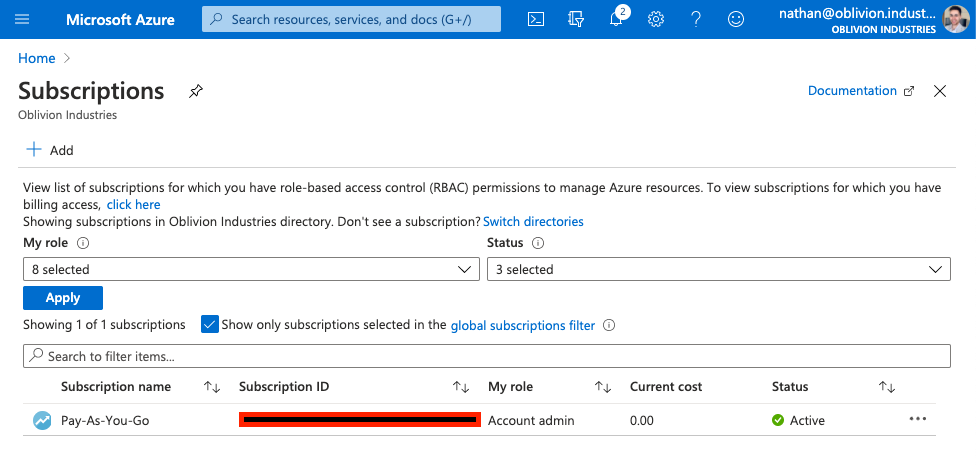 Microsoft Azure
Search resources, services, and docs (G+/)
2
nathan@oblivion.indust...
OBLIVION INDUSTRIES
Home
Subscriptions
Oblivion Industries
Documentation
Add
View list of subscriptions for which you have role-based access control (RBAC) permissions to manage Azure resources. To view subscriptions for which you have
billing access, click here
Showing subscriptions in Oblivion Industries directory. Don't see a subscription? Switch directories
My role
Status
8 selected
3 selected
Apply
Showing 1 of 1 subscriptions
Show only subscriptions selected in the global subscriptions filter
Search to filter items...
Subscription name Subscription ID My role Current cost Status
Pay-As-You-Go Account admin 0.00 Active